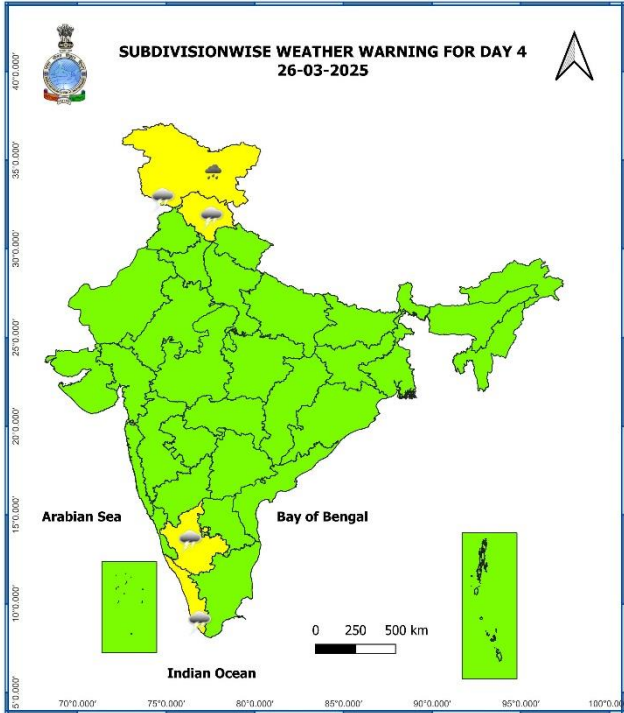 SUBDIVISIONWISE WEATHER WARNING FOR DAY 4
26-03-2025
40°0.000'
35°0.000'
30°0.000'
25°0.000'
20°0.000'
15°0.000'
10°0.000'
5°0.000'
Arabian Sea
Bay of Bengal
0 250 500 km
Indian Ocean
70°0.000' 75°0.000' 80°0.000' 85°0.000' 90°0.000' 95°0.000' 100°0.0